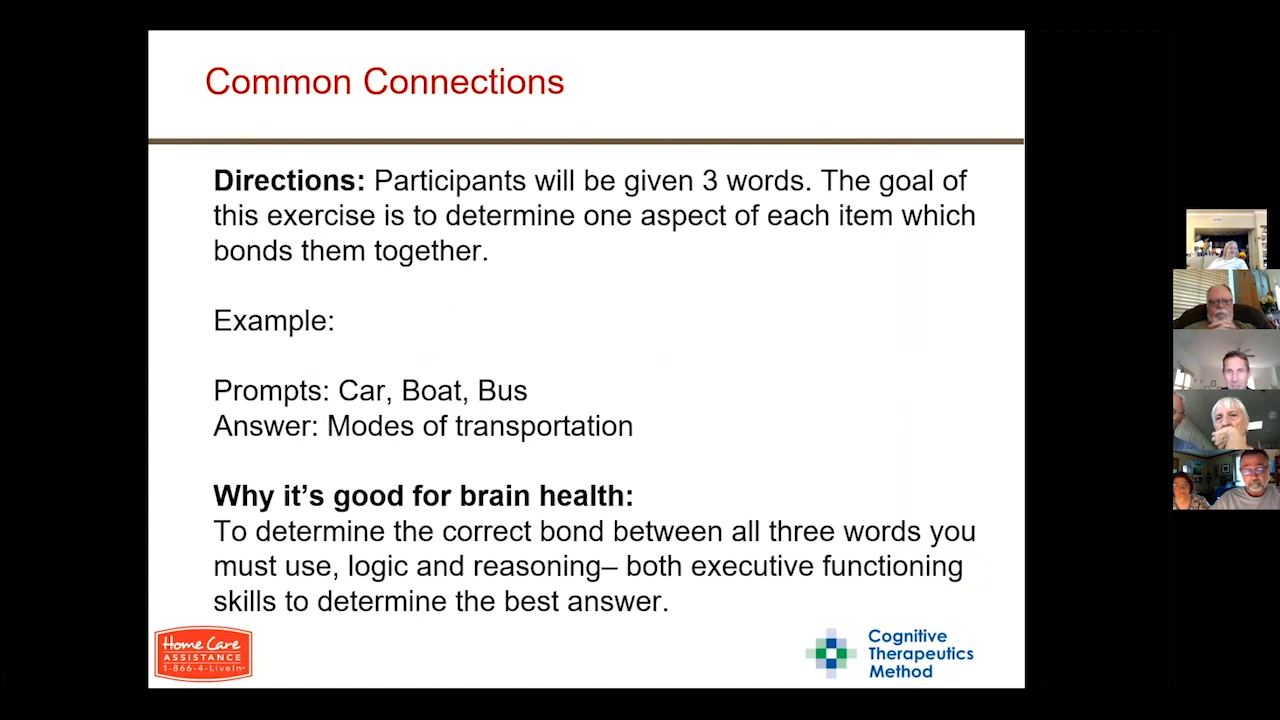 Common Connections
Directions: Participants will be given 3 words. The goal of
this exercise is to determine one aspect of each item which
bonds them together.
Example:
Prompts: Car, Boat, Bus
Answer: Modes of transportation
Why it’s good for brain health:
To determine the correct bond between all three words you
must use, logic and reasoning– both executive functioning
skills to determine the best answer.
Home Care
ASSISTANCE
1-866-4-LiveIn
Cognitive
Therapeutics
Method